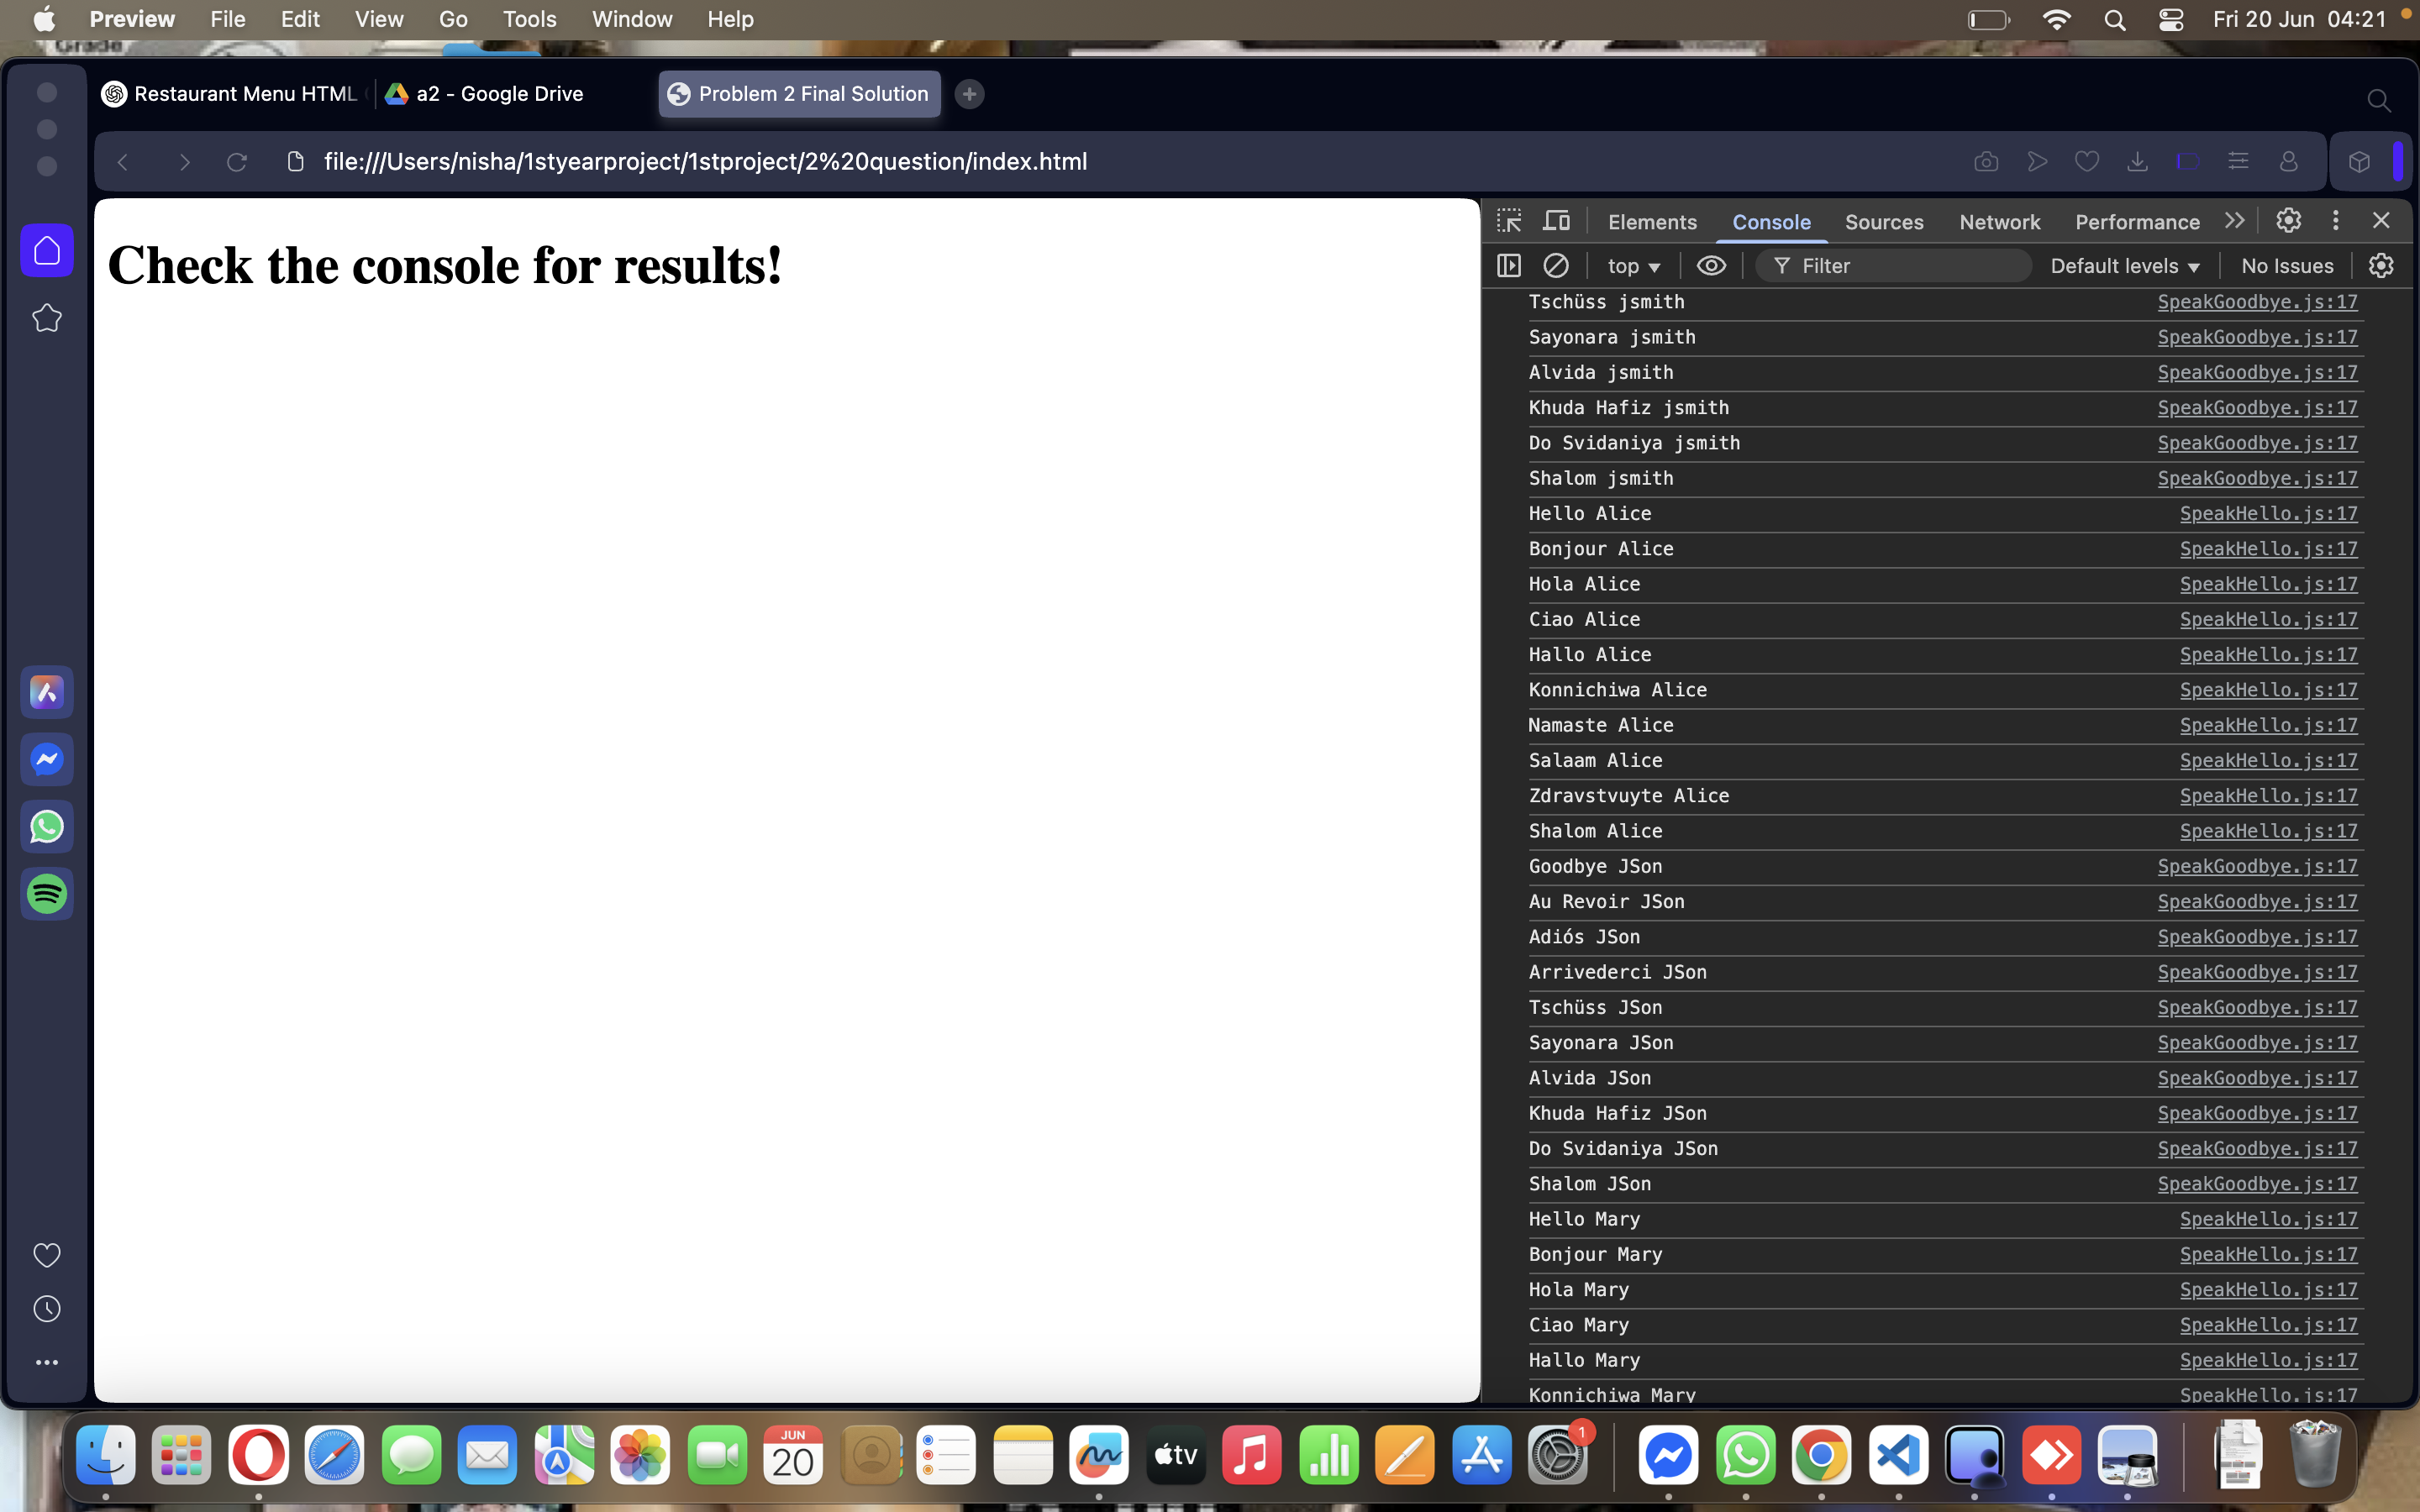 Preview File Edit View Go Tools Window Help Fri 20 Jun 04:21
Grade
Restaurant Menu HTML a2 - Google Drive Problem 2 Final Solution
file:///Users/nisha/1styearproject/1stproject/2%20question/index.html
Check the console for results!
Elements Console Sources Network Performance
top Filter Default levels No Issues
Tschüss jsmith SpeakGoodbye.js:17
Sayonara jsmith SpeakGoodbye.js:17
Alvida jsmith SpeakGoodbye.js:17
Khuda Hafiz jsmith SpeakGoodbye.js:17
Do Svidaniya jsmith SpeakGoodbye.js:17
Shalom jsmith SpeakGoodbye.js:17
Hello Alice SpeakHello.js:17
Bonjour Alice SpeakHello.js:17
Hola Alice SpeakHello.js:17
Ciao Alice SpeakHello.js:17
Hallo Alice SpeakHello.js:17
Konnichiwa Alice SpeakHello.js:17
Namaste Alice SpeakHello.js:17
Salaam Alice SpeakHello.js:17
Zdravstvuyte Alice SpeakHello.js:17
Shalom Alice SpeakHello.js:17
Goodbye JSon SpeakGoodbye.js:17
Au Revoir JSon SpeakGoodbye.js:17
Adiós JSon SpeakGoodbye.js:17
Arrivederci JSon SpeakGoodbye.js:17
Tschüss JSon SpeakGoodbye.js:17
Sayonara JSon SpeakGoodbye.js:17
Alvida JSon SpeakGoodbye.js:17
Khuda Hafiz JSon SpeakGoodbye.js:17
Do Svidaniya JSon SpeakGoodbye.js:17
Shalom JSon SpeakGoodbye.js:17
Hello Mary SpeakHello.js:17
Bonjour Mary SpeakHello.js:17
Hola Mary SpeakHello.js:17
Ciao Mary SpeakHello.js:17
Hallo Mary SpeakHello.js:17
Konnichiwa Mary SpeakHello.js:17
JUN
20
tv
1